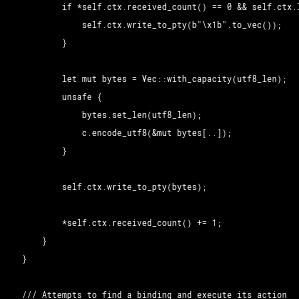 if *self.ctx.received_count() == 0 && self.ctx.
self.ctx.write_to_pty(b"\x1b".to_vec());
}
let mut bytes = Vec::with_capacity(utf8_len);
unsafe {
bytes.set_len(utf8_len);
c.encode_utf8(&mut bytes[..]);
}
self.ctx.write_to_pty(bytes);
*self.ctx.received_count() += 1;
}
}
/// Attempts to find a binding and execute its action